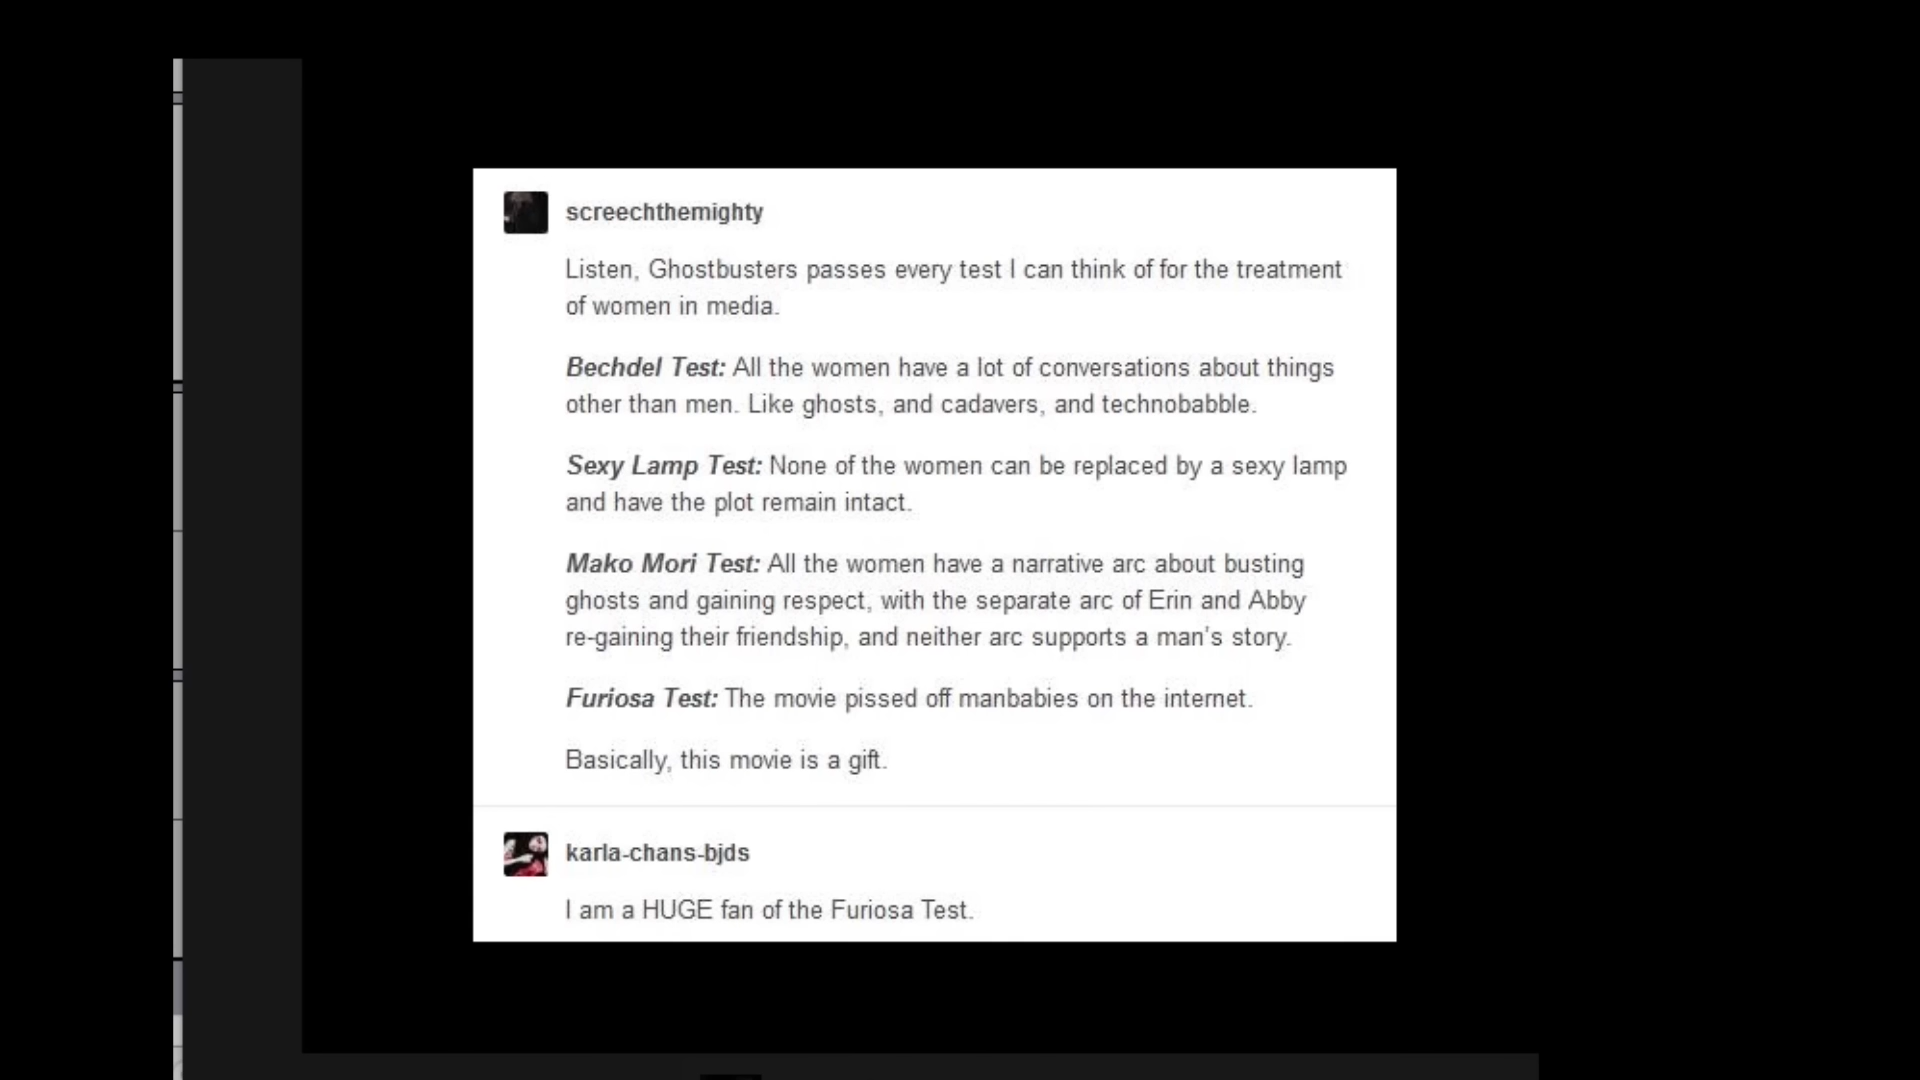 screechthemighty
Listen, Ghostbusters passes every test I can think of for the treatment
of women in media.
Bechdel Test: All the women have a lot of conversations about things
other than men. Like ghosts, and cadavers, and technobabble.
Sexy Lamp Test: None of the women can be replaced by a sexy lamp
and have the plot remain intact.
Mako Mori Test: All the women have a narrative arc about busting
ghosts and gaining respect, with the separate arc of Erin and Abby
re-gaining their friendship, and neither arc supports a man's story.
Furiosa Test: The movie pissed off manbabies on the internet.
Basically, this movie is a gift.
karla-chans-bjds
I am a HUGE fan of the Furiosa Test.